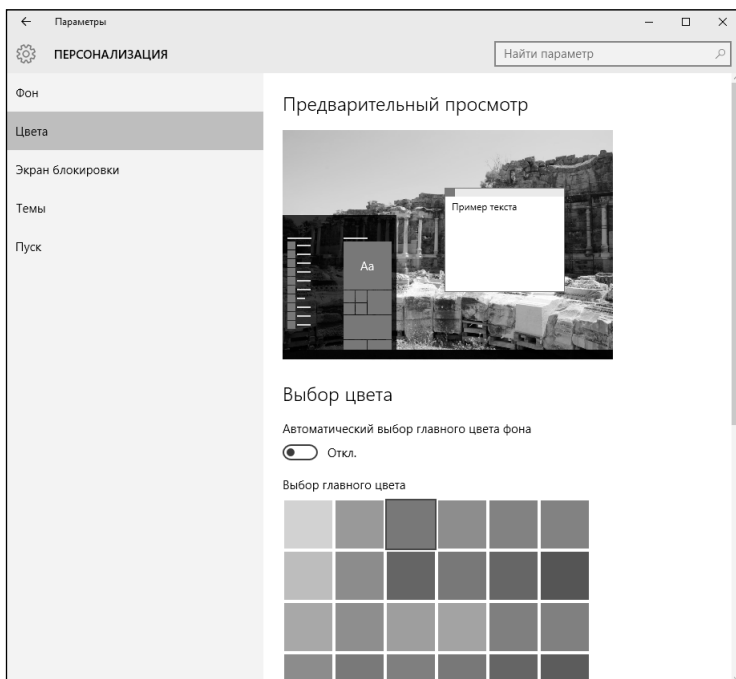 Параметры
ПЕРСОНАЛИЗАЦИЯ
Найти параметр
Фон
Цвета
Экран блокировки
Темы
Пуск
Предварительный просмотр
Пример текста
Aa
Выбор цвета
Автоматический выбор главного цвета фона
Откл.
Выбор главного цвета